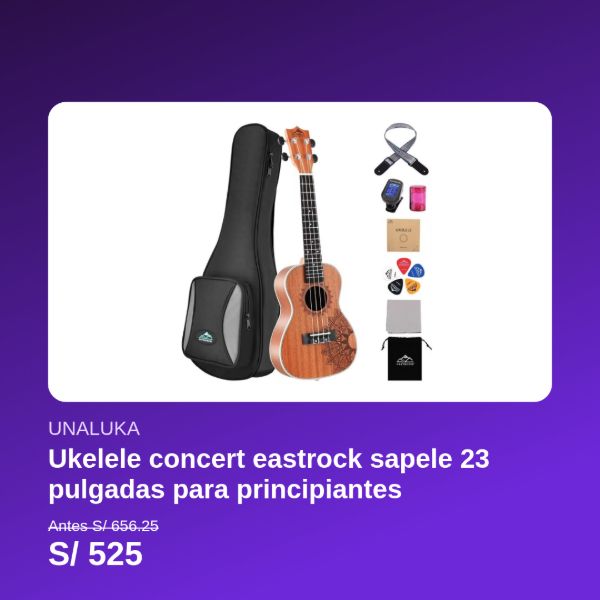 UNALUKA
Ukelele concert eastrock sapele 23
pulgadas para principiantes
Antes S/ 656.25
S/ 525